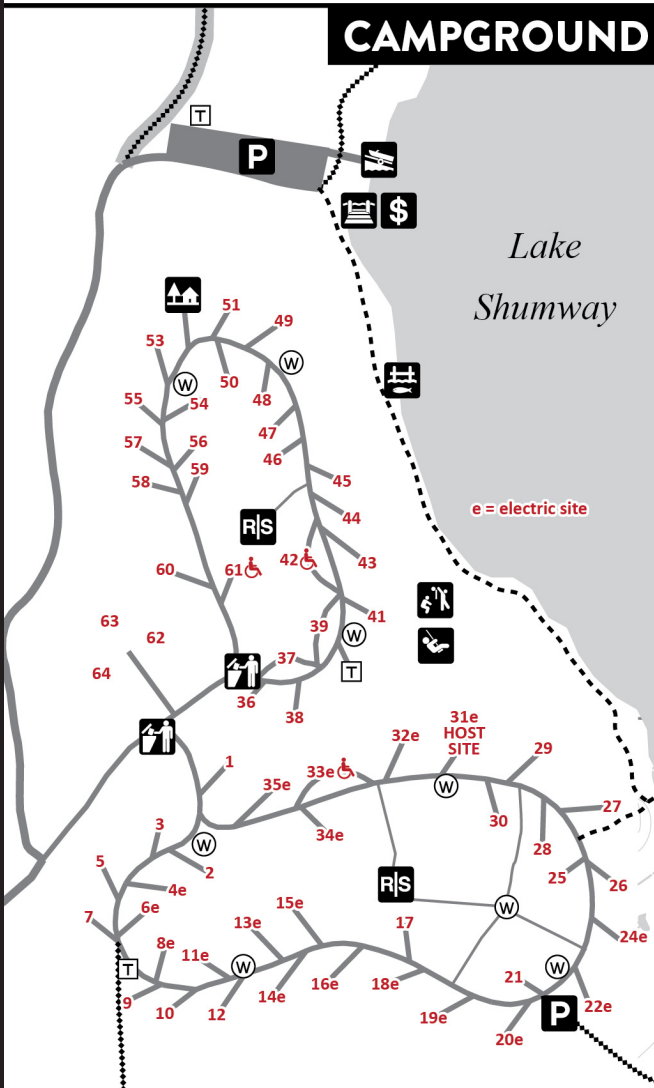 CAMPGROUND
T
P
$
Lake
Shumway
51
49
53
W
W
50
55
54
48
47
57
56
46
58
59
45
e = electric site
44
R|S
42
43
60
61
63
41
39
62
W
37
64
T
36
38
31e
HOST
SITE
32e
29
1
33e
35e
W
27
30
3
34e
28
W
5
2
25
R|S
26
4e
15e
W
6e
7
13e
17
24e
8e
11e
W
W
T
21
18e
16e
14e
9
22e
10
12
P
19e
20e